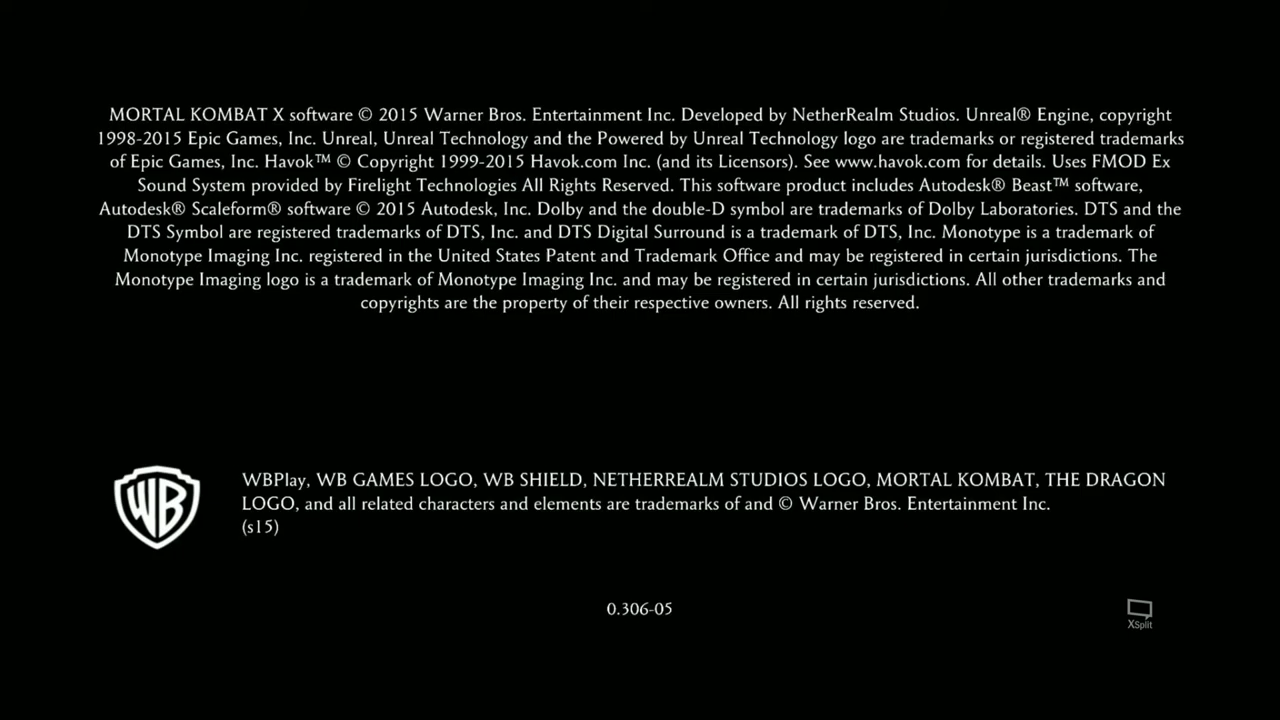 MORTAL KOMBAT X software © 2015 Warner Bros. Entertainment Inc. Developed by NetherRealm Studios. Unreal® Engine, copyright
1998-2015 Epic Games, Inc. Unreal, Unreal Technology and the Powered by Unreal Technology logo are trademarks or registered trademarks
of Epic Games, Inc. Havok™ © Copyright 1999-2015 Havok.com Inc. (and its Licensors). See www.havok.com for details. Uses FMOD Ex
Sound System provided by Firelight Technologies All Rights Reserved. This software product includes Autodesk® Beast™ software,
Autodesk® Scaleform® software © 2015 Autodesk, Inc. Dolby and the double-D symbol are trademarks of Dolby Laboratories. DTS and the
DTS Symbol are registered trademarks of DTS, Inc. and DTS Digital Surround is a trademark of DTS, Inc. Monotype is a trademark of
Monotype Imaging Inc. registered in the United States Patent and Trademark Office and may be registered in certain jurisdictions. The
Monotype Imaging logo is a trademark of Monotype Imaging Inc. and may be registered in certain jurisdictions. All other trademarks and
copyrights are the property of their respective owners. All rights reserved.
WB
WBPlay, WB GAMES LOGO, WB SHIELD, NETHERREALM STUDIOS LOGO, MORTAL KOMBAT, THE DRAGON
LOGO, and all related characters and elements are trademarks of and © Warner Bros. Entertainment Inc.
(s15)
0.306-05
XSplit